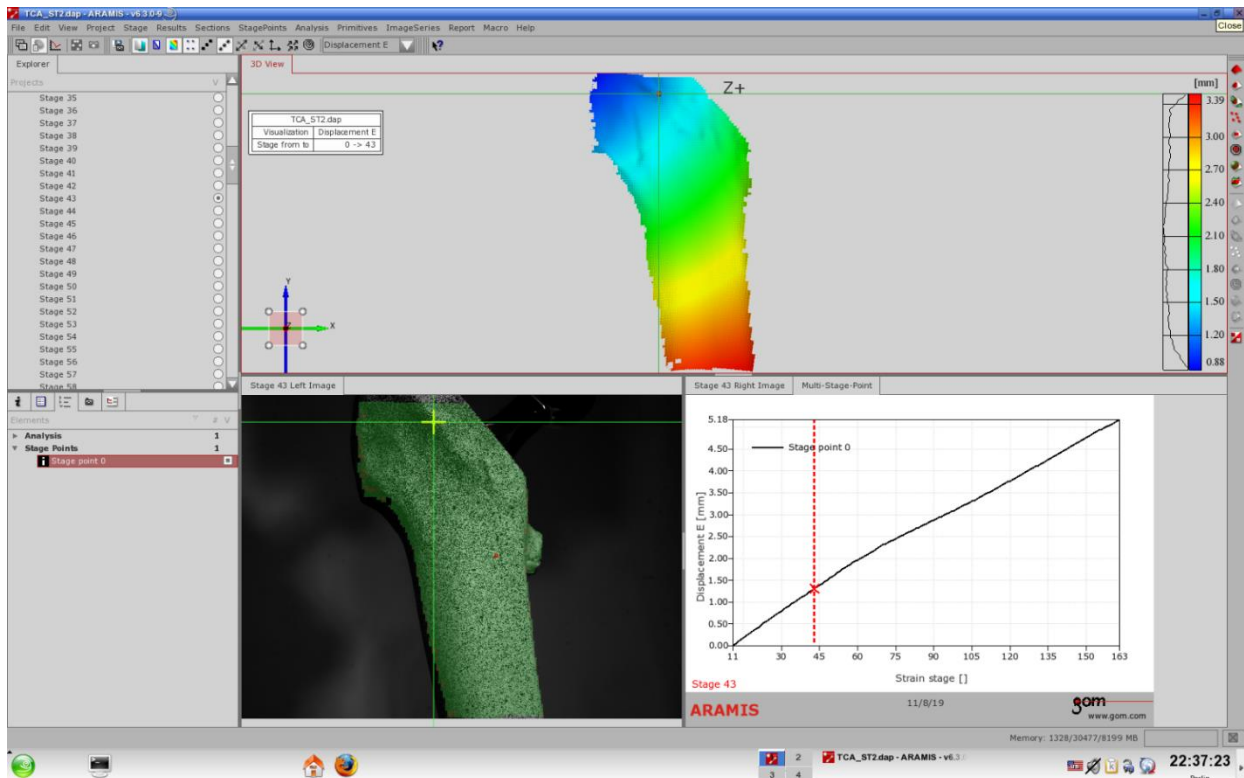 TCA_ST2.dap - ARAMIS - v6.3.0-9
Close
File Edit View Project Stage Results Sections StagePoints Analysis Primitives ImageSeries Report Macro Help
Displacement E
Explorer
Projects V
Stage 35
Stage 36
Stage 37
Stage 38
Stage 39
Stage 40
Stage 41
Stage 42
Stage 43
Stage 44
Stage 45
Stage 46
Stage 47
Stage 48
Stage 49
Stage 50
Stage 51
Stage 52
Stage 53
Stage 54
Stage 55
Stage 56
Stage 57
Stage 58
Elements # V
Analysis 1
Stage Points 1
Stage point 0
3D View
TCA_ST2.dap
Visualization Displacement E
Stage from to 0 -> 43
Z+
Y
Z
X
[mm]
3.39
3.00
2.70
2.40
2.10
1.80
1.50
1.20
0.88
Stage 43 Left Image
Stage 43 Right Image
Multi-Stage-Point
Stage point 0
Displacement E [mm]
5.18
4.50
4.00
3.50
3.00
2.50
2.00
1.50
1.00
0.50
0.00
11 30 45 60 75 90 105 120 135 150 163
Strain stage []
Stage 43
ARAMIS
11/8/19
gom
www.gom.com
Memory: 1328/30477/8199 MB
2
3 4
TCA_ST2.dap - ARAMIS - v6.3
22:37:23